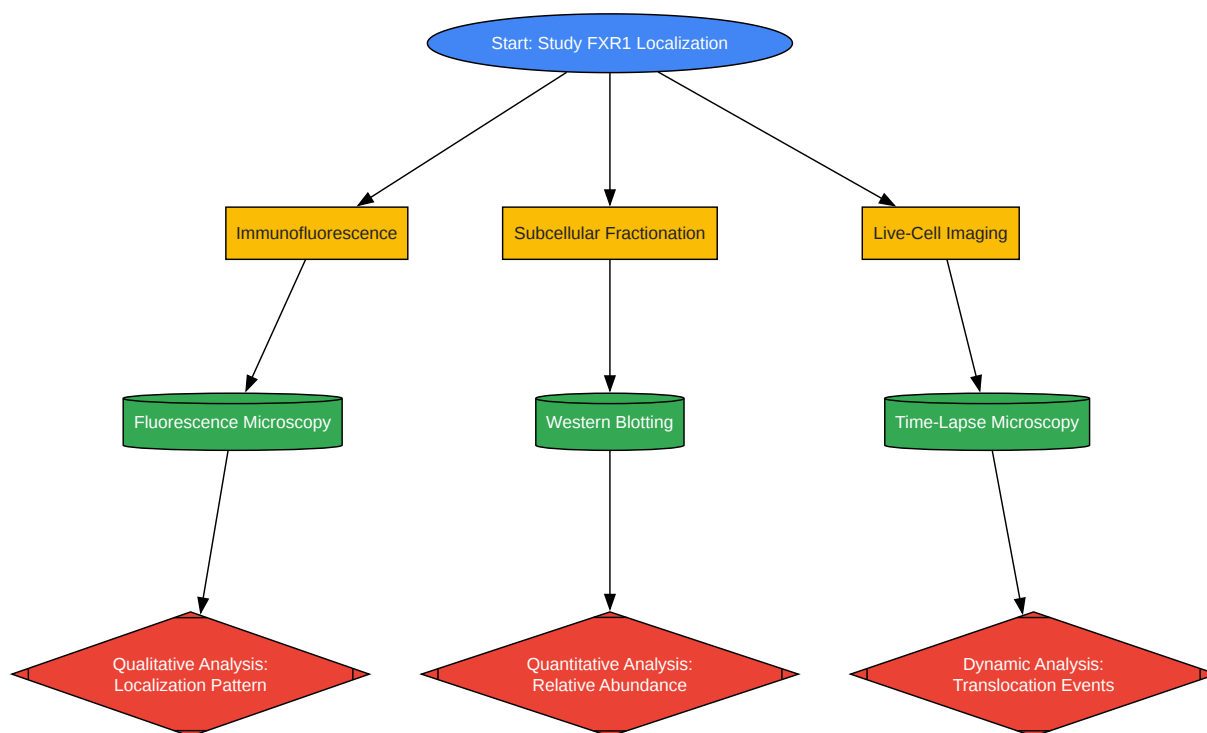 Start: Study FXR1 Localization
Immunofluorescence
Subcellular Fractionation
Live-Cell Imaging
Fluorescence Microscopy
Western Blotting
Time-Lapse Microscopy
Qualitative Analysis:
Localization Pattern
Quantitative Analysis:
Relative Abundance
Dynamic Analysis:
Translocation Events